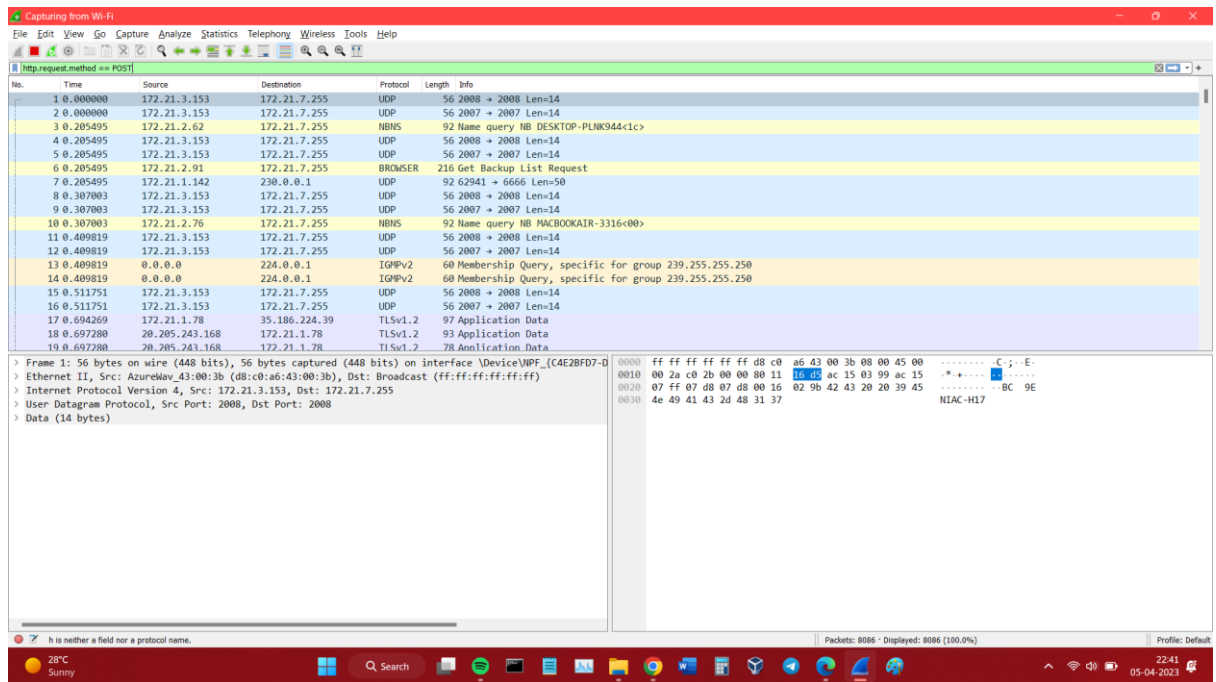 Capturing from Wi-Fi
File Edit View Go Capture Analyze Statistics Telephony Wireless Tools Help
http.request.method == POST
No. Time Source Destination Protocol Length Info
1 0.000000 172.21.3.153 172.21.7.255 UDP 56 2008 → 2008 Len=14
2 0.000000 172.21.3.153 172.21.7.255 UDP 56 2007 → 2007 Len=14
3 0.205495 172.21.2.62 172.21.7.255 NBNS 92 Name query NB DESKTOP-PLNK944<1c>
4 0.205495 172.21.3.153 172.21.7.255 UDP 56 2008 → 2008 Len=14
5 0.205495 172.21.3.153 172.21.7.255 UDP 56 2007 → 2007 Len=14
6 0.205495 172.21.2.91 172.21.7.255 BROWSER 216 Get Backup List Request
7 0.205495 172.21.1.142 230.0.0.1 UDP 92 62941 → 6666 Len=50
8 0.307003 172.21.3.153 172.21.7.255 UDP 56 2008 → 2008 Len=14
9 0.307003 172.21.3.153 172.21.7.255 UDP 56 2007 → 2007 Len=14
10 0.307003 172.21.2.76 172.21.7.255 NBNS 92 Name query NB MACBOOKAIR-3316<00>
11 0.409819 172.21.3.153 172.21.7.255 UDP 56 2008 → 2008 Len=14
12 0.409819 172.21.3.153 172.21.7.255 UDP 56 2007 → 2007 Len=14
13 0.409819 0.0.0.0 224.0.0.1 IGMPv2 60 Membership Query, specific for group 239.255.255.250
14 0.409819 0.0.0.0 224.0.0.1 IGMPv2 60 Membership Query, specific for group 239.255.255.250
15 0.511751 172.21.3.153 172.21.7.255 UDP 56 2008 → 2008 Len=14
16 0.511751 172.21.3.153 172.21.7.255 UDP 56 2007 → 2007 Len=14
17 0.694269 172.21.1.78 35.186.224.39 TLSv1.2 97 Application Data
18 0.697280 20.205.243.168 172.21.1.78 TLSv1.2 93 Application Data
19 0.697280 20.205.243.168 172.21.1.78 TLSv1.2 78 Application Data
> Frame 1: 56 bytes on wire (448 bits), 56 bytes captured (448 bits) on interface \Device\NPF_{C4E2BFD7-D
> Ethernet II, Src: AzureWav_43:00:3b (d8:c0:a6:43:00:3b), Dst: Broadcast (ff:ff:ff:ff:ff:ff)
> Internet Protocol Version 4, Src: 172.21.3.153, Dst: 172.21.7.255
> User Datagram Protocol, Src Port: 2008, Dst Port: 2008
> Data (14 bytes)
0000 ff ff ff ff ff ff d8 c0 a6 43 00 3b 08 00 45 00 ········ ·C·;··E·
0010 00 2a c0 2b 00 00 80 11 16 d5 ac 15 03 99 ac 15 ·*·+···· ········
0020 07 ff 07 d8 07 d8 00 16 02 9b 42 43 20 20 39 45 ········ ··BC  9E
0030 4e 49 41 43 2d 48 31 37 NIAC-H17
h is neither a field nor a protocol name.
Packets: 8086 · Displayed: 8086 (100.0%)
Profile: Default
28°C
Sunny
Search
22:41
05-04-2023